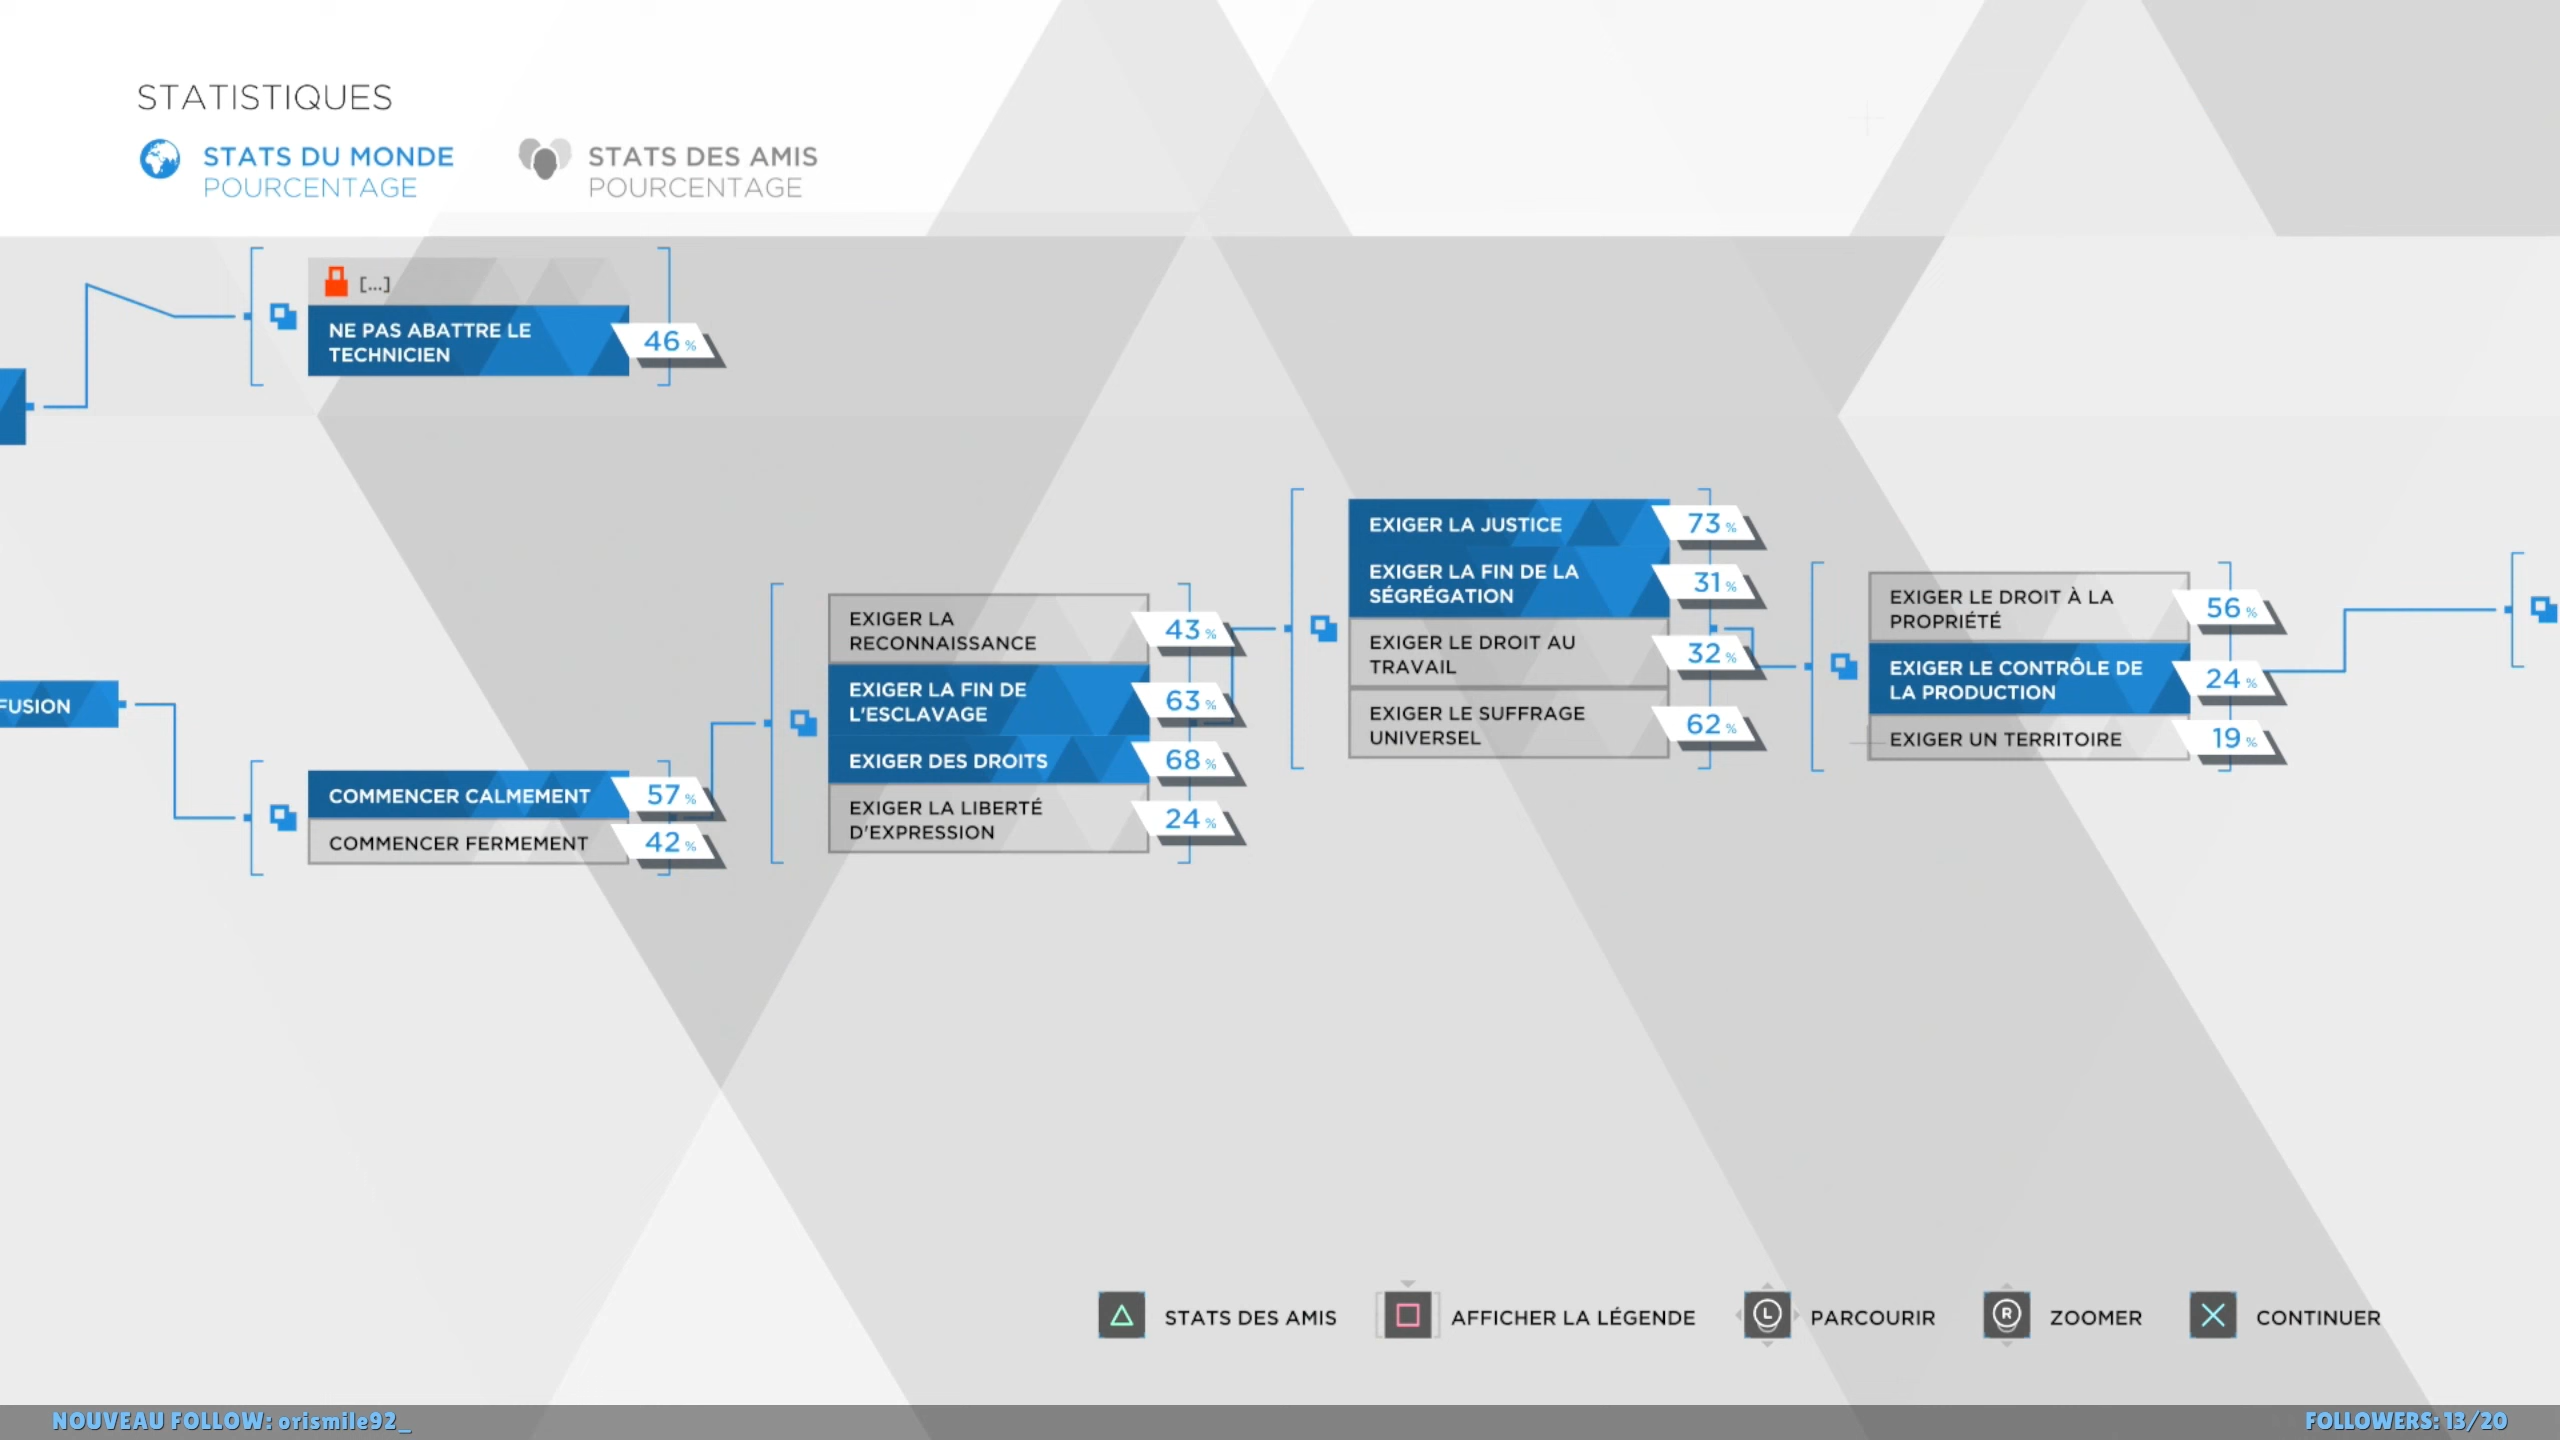 STATISTIQUES
STATS DU MONDE
POURCENTAGE
STATS DES AMIS
POURCENTAGE
[...]
NE PAS ABATTRE LE
TECHNICIEN
46 %
FUSION
COMMENCER CALMEMENT
57 %
COMMENCER FERMEMENT
42 %
EXIGER LA
RECONNAISSANCE
43 %
EXIGER LA FIN DE
L'ESCLAVAGE
63 %
EXIGER DES DROITS
68 %
EXIGER LA LIBERTÉ
D'EXPRESSION
24 %
EXIGER LA JUSTICE
73 %
EXIGER LA FIN DE LA
SÉGRÉGATION
31 %
EXIGER LE DROIT AU
TRAVAIL
32 %
EXIGER LE SUFFRAGE
UNIVERSEL
62 %
EXIGER LE DROIT À LA
PROPRIÉTÉ
56 %
EXIGER LE CONTRÔLE DE
LA PRODUCTION
24 %
EXIGER UN TERRITOIRE
19 %
STATS DES AMIS
AFFICHER LA LÉGENDE
L PARCOURIR
R ZOOMER
CONTINUER
NOUVEAU FOLLOW: orismile92_
FOLLOWERS: 13/20